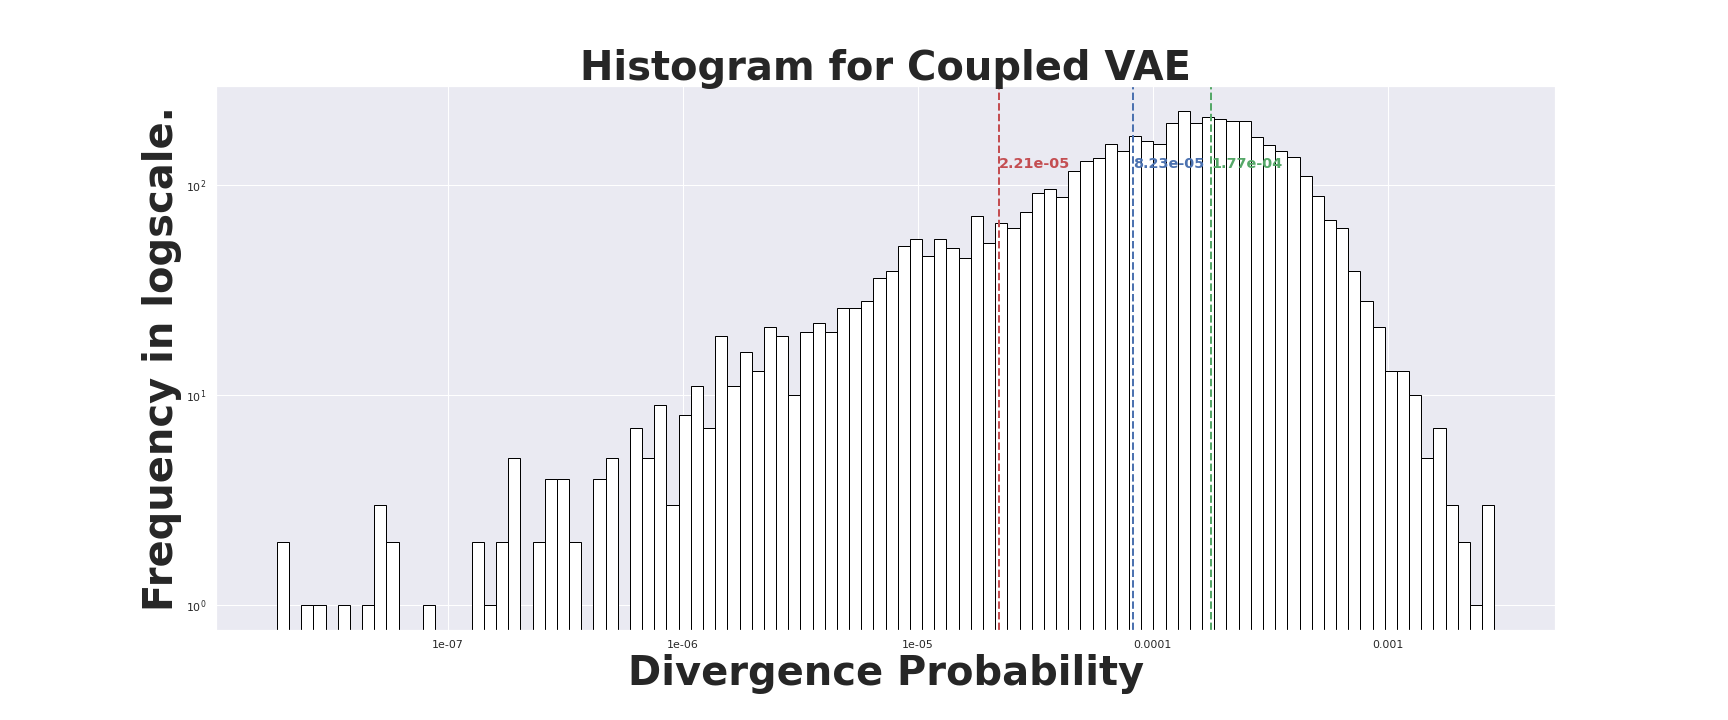 Histogram for Coupled VAE
Frequency in logscale.
10²
10¹
10⁰
2.21e-05
8.23e-05
1.77e-04
1e-07
1e-06
1e-05
0.0001
0.001
Divergence Probability